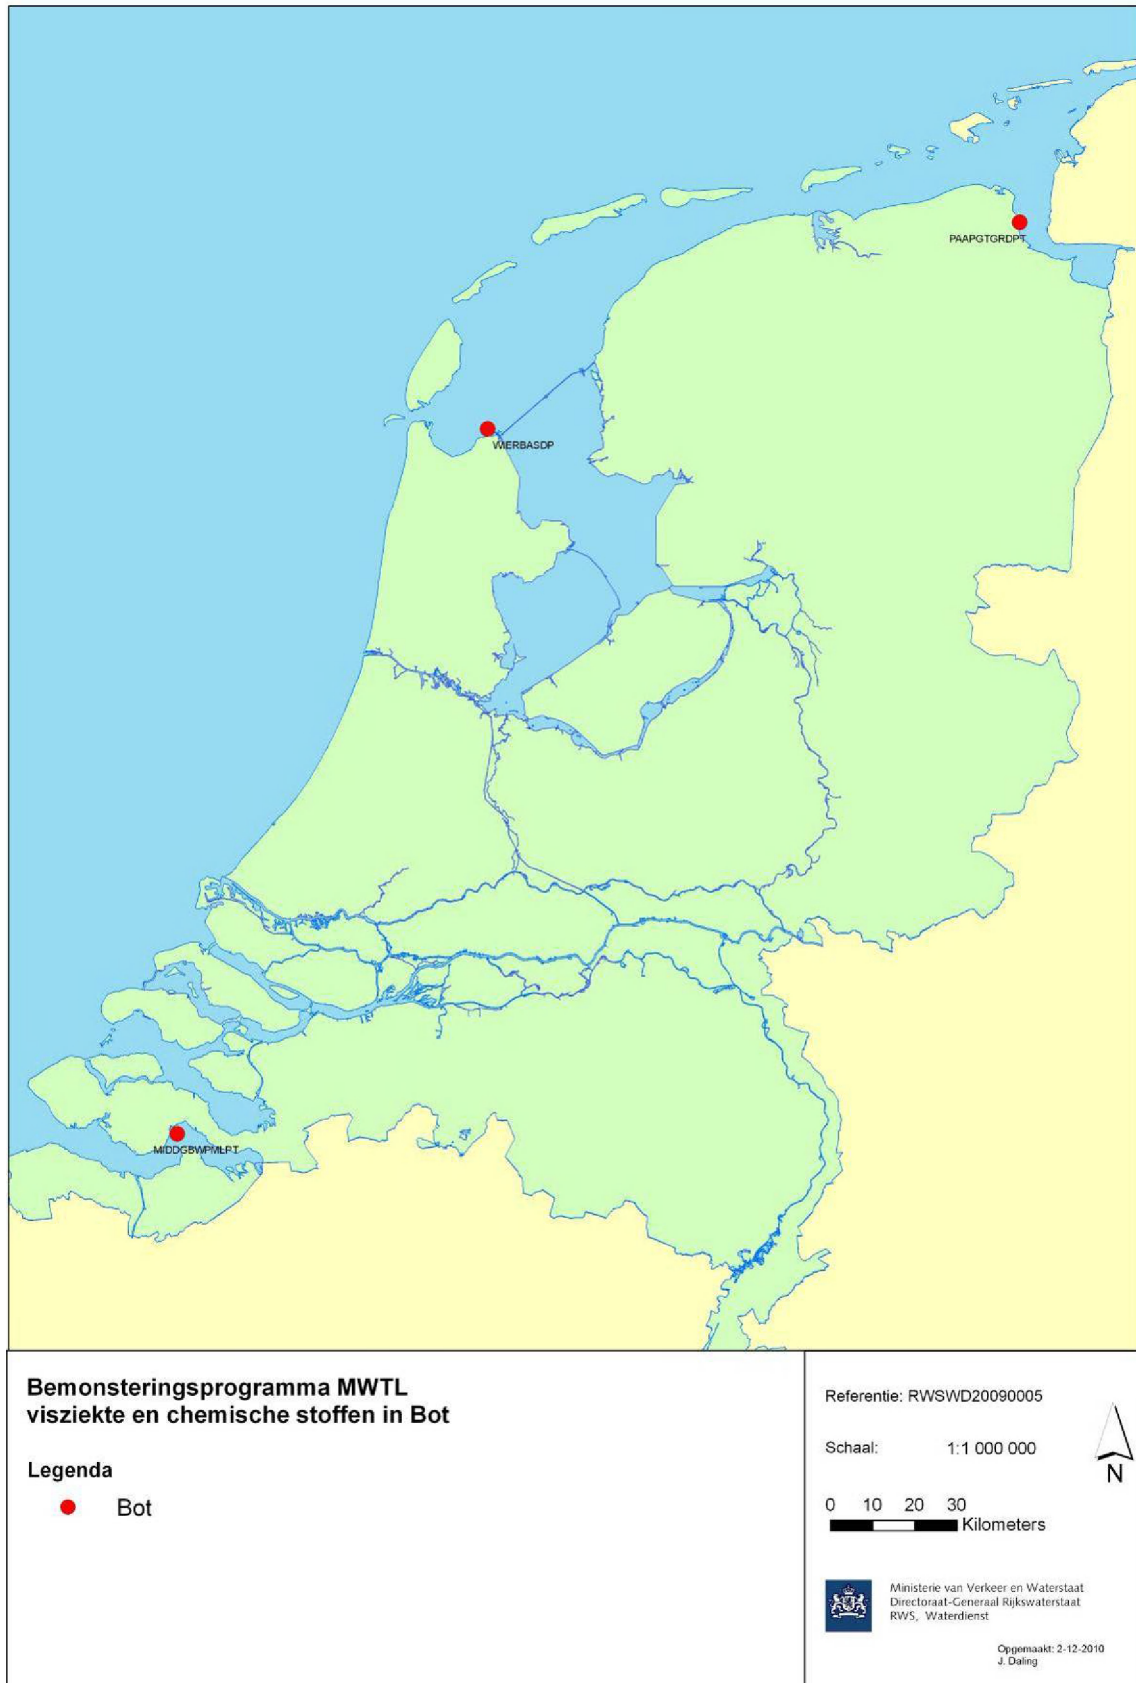 PAAPGTGRDPT
WIERBASDP
MIDDGBWPMLPT
Bemonsteringsprogramma MWTL
visziekte en chemische stoffen in Bot
Legenda
Bot
Referentie: RWSWD20090005
Schaal: 1:1 000 000
N
0 10 20 30
Kilometers
Ministerie van Verkeer en Waterstaat
Directoraat-Generaal Rijkswaterstaat
RWS, Waterdienst
Opgemaakt: 2-12-2010
J. Daling